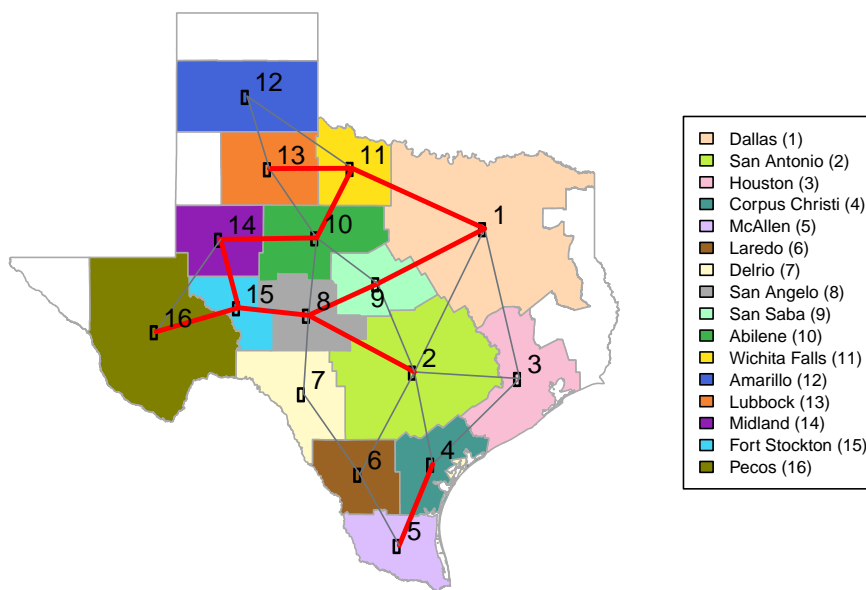 12
13
11
14
10
1
15
8
9
16
2
3
7
6
4
5
Dallas (1)
San Antonio (2)
Houston (3)
Corpus Christi (4)
McAllen (5)
Laredo (6)
Delrio (7)
San Angelo (8)
San Saba (9)
Abilene (10)
Wichita Falls (11)
Amarillo (12)
Lubbock (13)
Midland (14)
Fort Stockton (15)
Pecos (16)